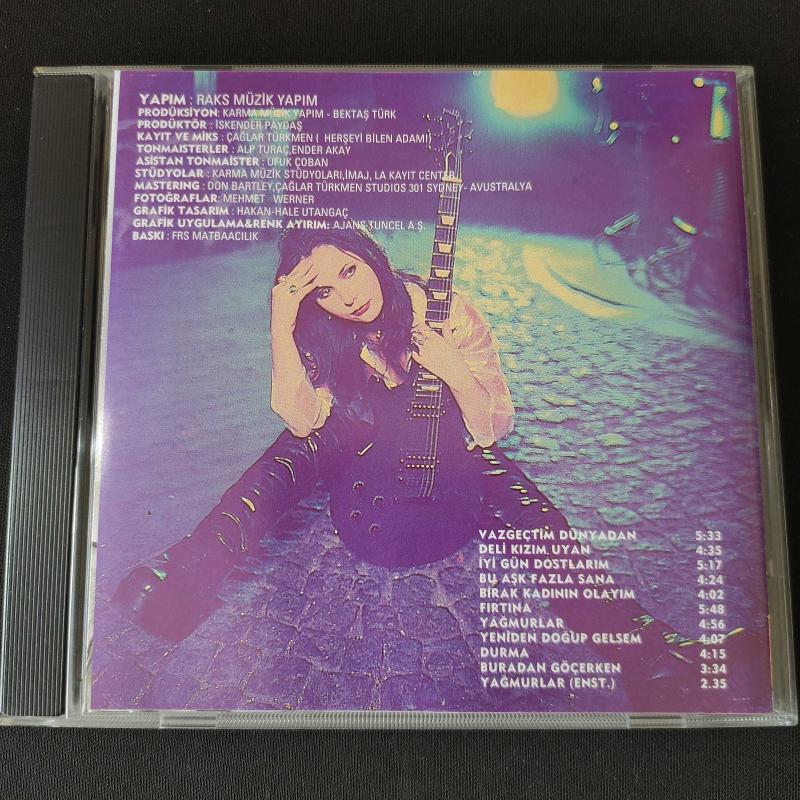 YAPIM : RAKS MÜZİK YAPIM
PRODÜKSİYON: KARMA MÜZİK YAPIM - BEKTAŞ TÜRK
PRODÜKTÖR : İSKENDER PAYDAŞ
KAYIT VE MİKS : ÇAĞLAR TÜRKMEN ( HERŞEYİ BİLEN ADAM!)
TONMAISTERLER : ALP TURAÇ,ENDER AKAY
ASİSTAN TONMAİSTER : UFUK ÇOBAN
STÜDYOLAR : KARMA MÜZİK STÜDYOLARI,İMAJ, LA KAYIT CENTER
MASTERING : DON BARTLEY,ÇAĞLAR TÜRKMEN STUDIOS 301 SYDNEY- AVUSTRALYA
FOTOĞRAFLAR: MEHMET WERNER
GRAFİK TASARIM : HAKAN-HALE UTANGAÇ
GRAFİK UYGULAMA&RENK AYIRIM: AJANS TUNCEL A.Ş.
BASKI : FRS MATBAACILIK
VAZGEÇTİM DÜNYADAN 5:33
DELİ KIZIM UYAN 4:35
İYİ GÜN DOSTLARIM 5:17
BU AŞK FAZLA SANA 4:24
BIRAK KADININ OLAYIM 4:02
FIRTINA 5:48
YAĞMURLAR 4:56
YENİDEN DOĞUP GELSEM 4:07
DURMA 4:15
BURADAN GÖÇERKEN 3:34
YAĞMURLAR (ENST.) 2.35